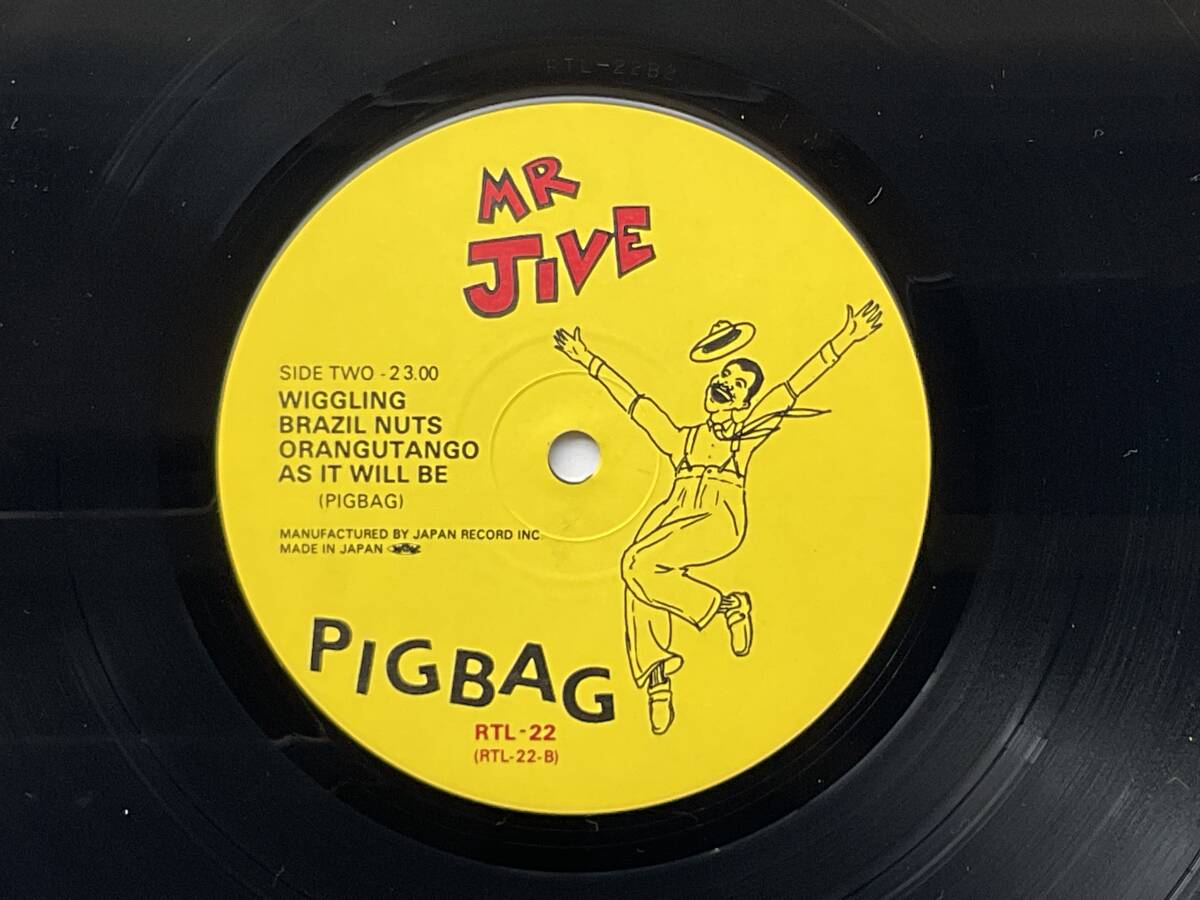 RTL-22B2
MR
JIVE
SIDE TWO - 23.00
WIGGLING
BRAZIL NUTS
ORANGUTANGO
AS IT WILL BE
(PIGBAG)
MANUFACTURED BY JAPAN RECORD INC.
MADE IN JAPAN
PIGBAG
RTL-22
(RTL-22-B)